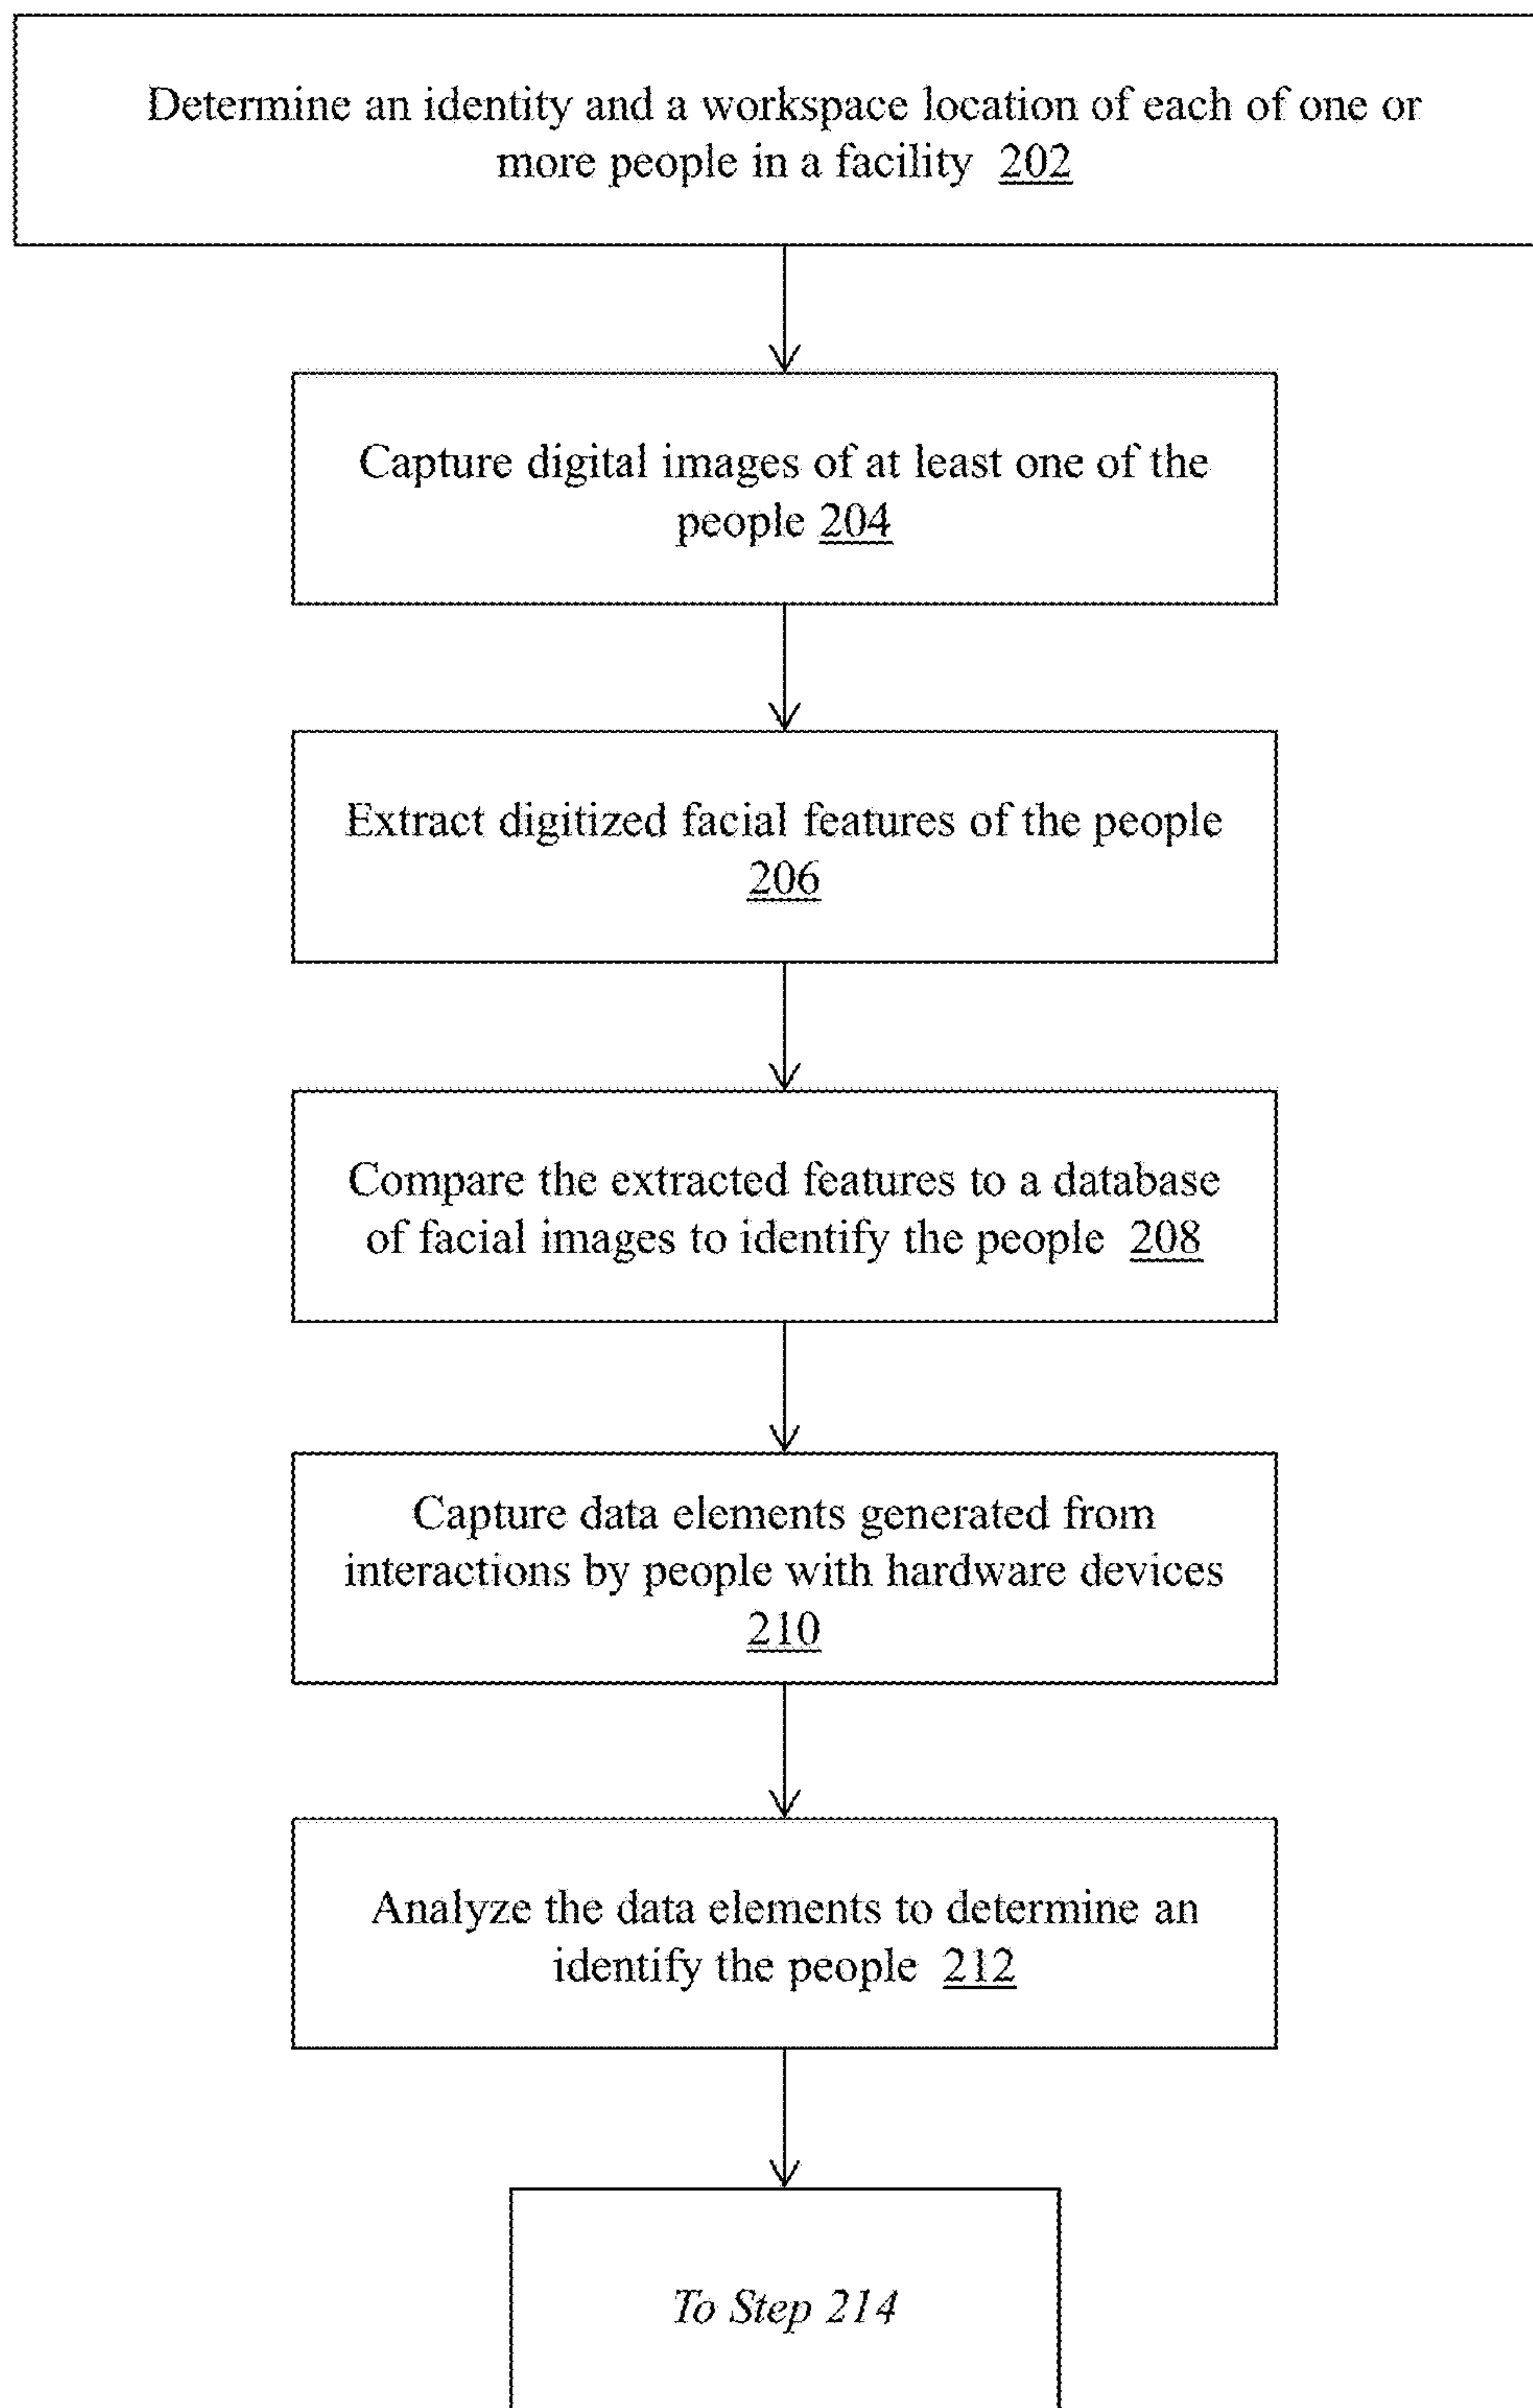 Determine an identity and a workspace location of each of one or
more people in a facility 202
Capture digital images of at least one of the
people 204
Extract digitized facial features of the people
206
Compare the extracted features to a database
of facial images to identify the people 208
Capture data elements generated from
interactions by people with hardware devices
210
Analyze the data elements to determine an
identify the people 212
To Step 214